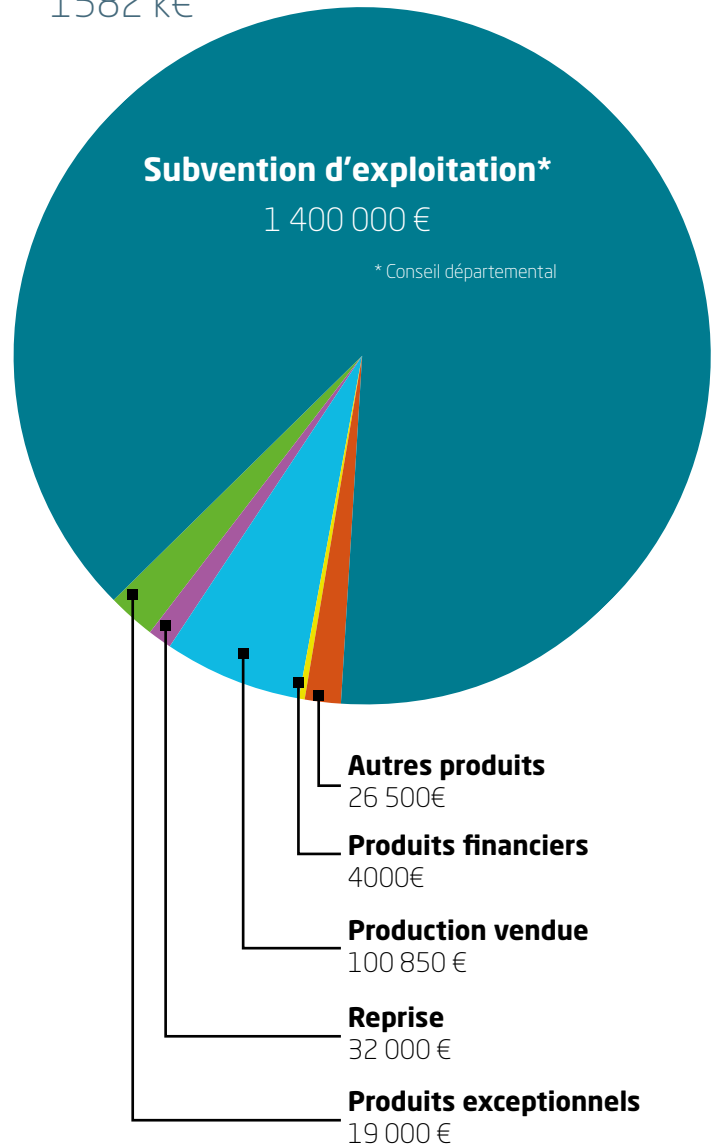 1582 k€
Subvention d'exploitation*
1 400 000 €
* Conseil départemental
Autres produits
26 500€
Produits financiers
4000€
Production vendue
100 850 €
Reprise
32 000 €
Produits exceptionnels
19 000 €